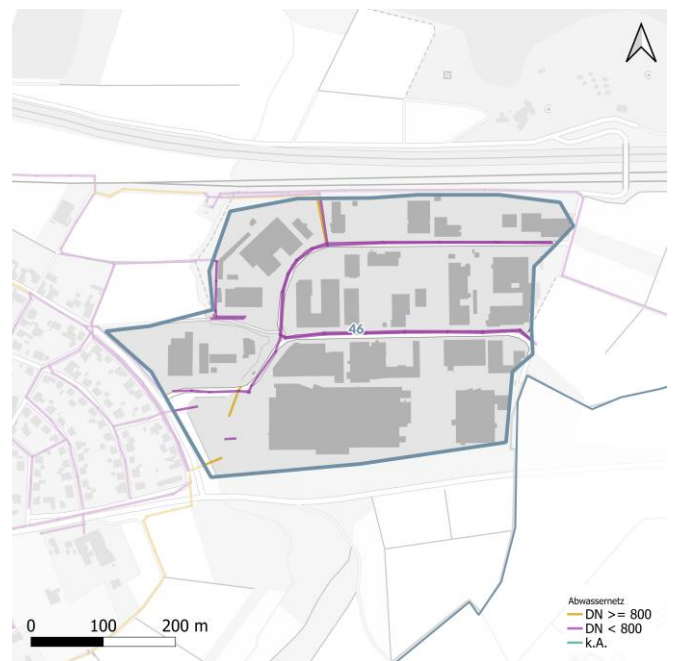 46
0 100 200 m
Abwassernetz
DN >= 800
DN < 800
k.A.